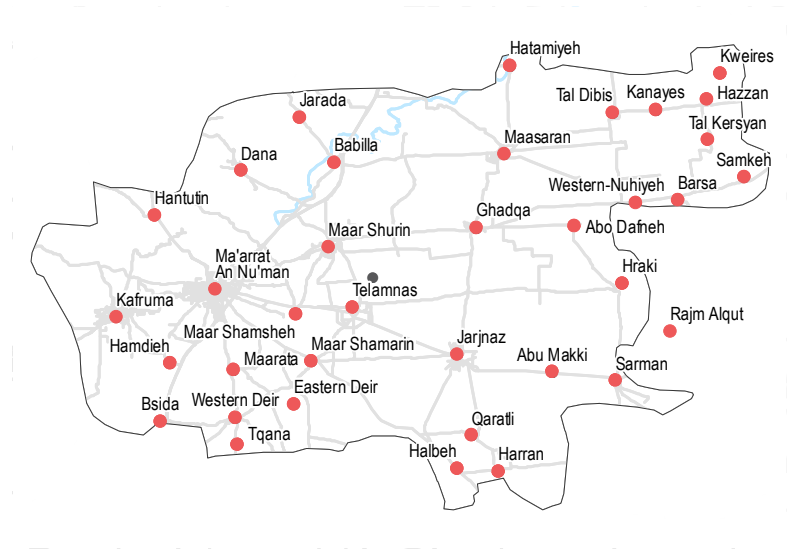 Hatamiyeh
Kweires
Tal Dibis
Kanayes
Hazzan
Jarada
Tal Kersyan
Dana
Babilla
Maasaran
Samkeh
Western-Nuhiyeh
Barsa
Hantutin
Ghadqa
Maar Shurin
Abo Dafneh
Ma'arrat
An Nu'man
Hraki
Telamnas
Kafruma
Rajm Alqut
Maar Shamsheh
Hamdieh
Maar Shamarin
Jarjnaz
Maarata
Abu Makki
Sarman
Eastern Deir
Western Deir
Bsida
Tqana
Qaratli
Halbeh
Harran